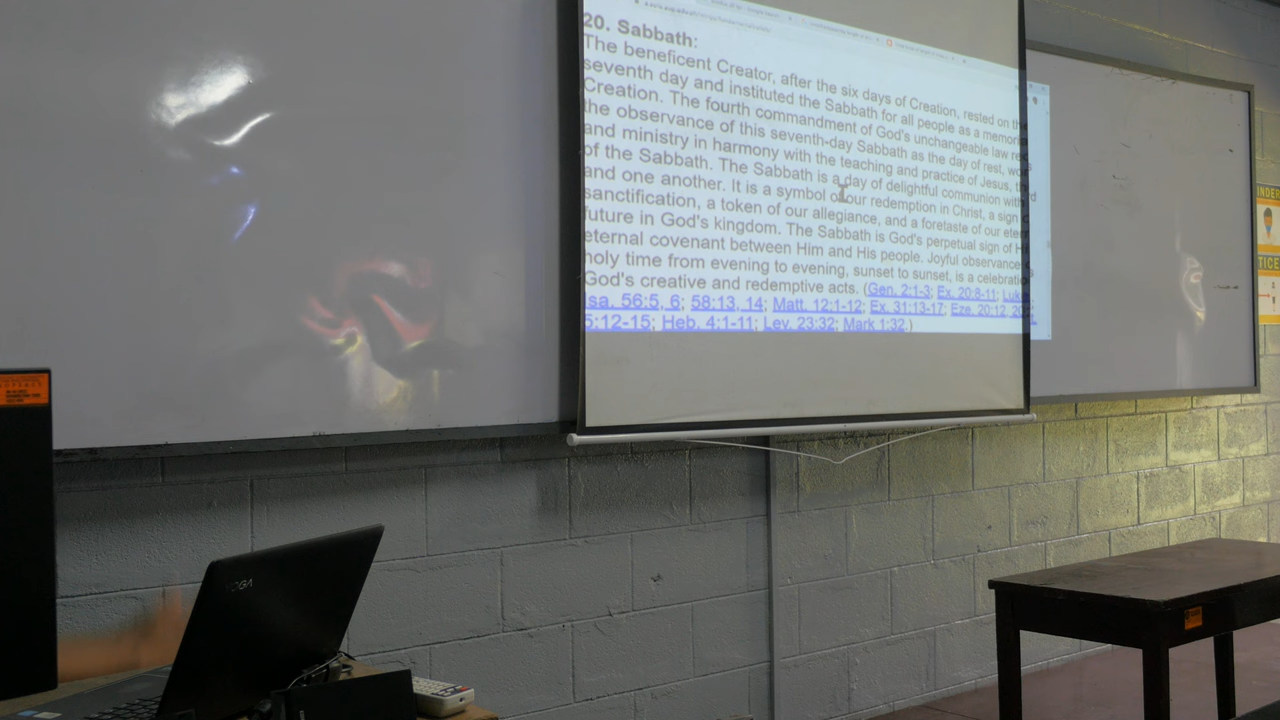 20. Sabbath:
The beneficent Creator, after the six days of Creation, rested on the
seventh day and instituted the Sabbath for all people as a memoria
Creation. The fourth commandment of God's unchangeable law re
the observance of this seventh-day Sabbath as the day of rest, wo
and ministry in harmony with the teaching and practice of Jesus, 
of the Sabbath. The Sabbath is a day of delightful communion with
and one another. It is a symbol of our redemption in Christ, a sign
sanctification, a token of our allegiance, and a foretaste of our eter
future in God's kingdom. The Sabbath is God's perpetual sign of Hi
eternal covenant between Him and His people. Joyful observance
holy time from evening to evening, sunset to sunset, is a celebratio
God's creative and redemptive acts. (Gen. 2:1-3; Ex. 20:8-11; Luk
Isa. 56:5, 6; 58:13, 14; Matt. 12:1-12; Ex. 31:13-17; Eze. 20:12, 20;
5:12-15; Heb. 4:1-11; Lev. 23:32; Mark 1:32.)
YOGA